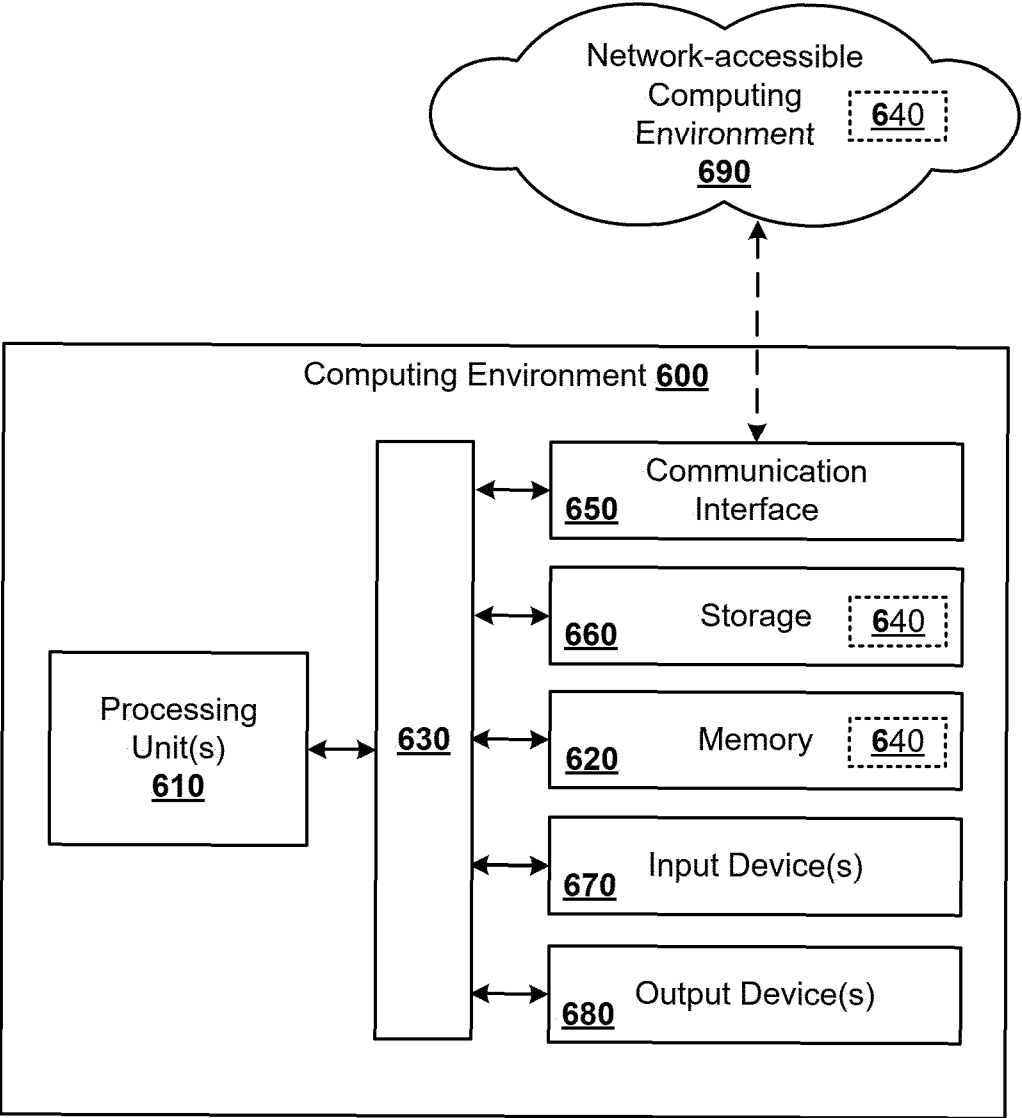 Network-accessible
Computing
Environment
690
640
Computing Environment 600
Communication
Interface
650
Storage
660
640
Processing
Unit(s)
610
630
Memory
620
640
Input Device(s)
670
Output Device(s)
680